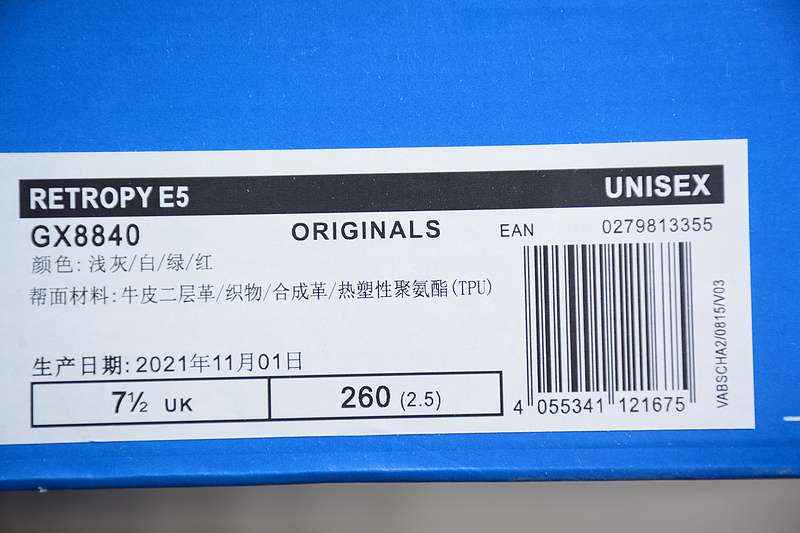 RETROPY E5
UNISEX
GX8840
ORIGINALS
EAN
0279813355
颜色: 浅灰/白/绿/红
帮面材料: 牛皮二层革/织物/合成革/热塑性聚氨酯(TPU)
生产日期: 2021年11月01日
7½ UK
260 (2.5)
4 055341 121675
VABSCHA2/0815/V03